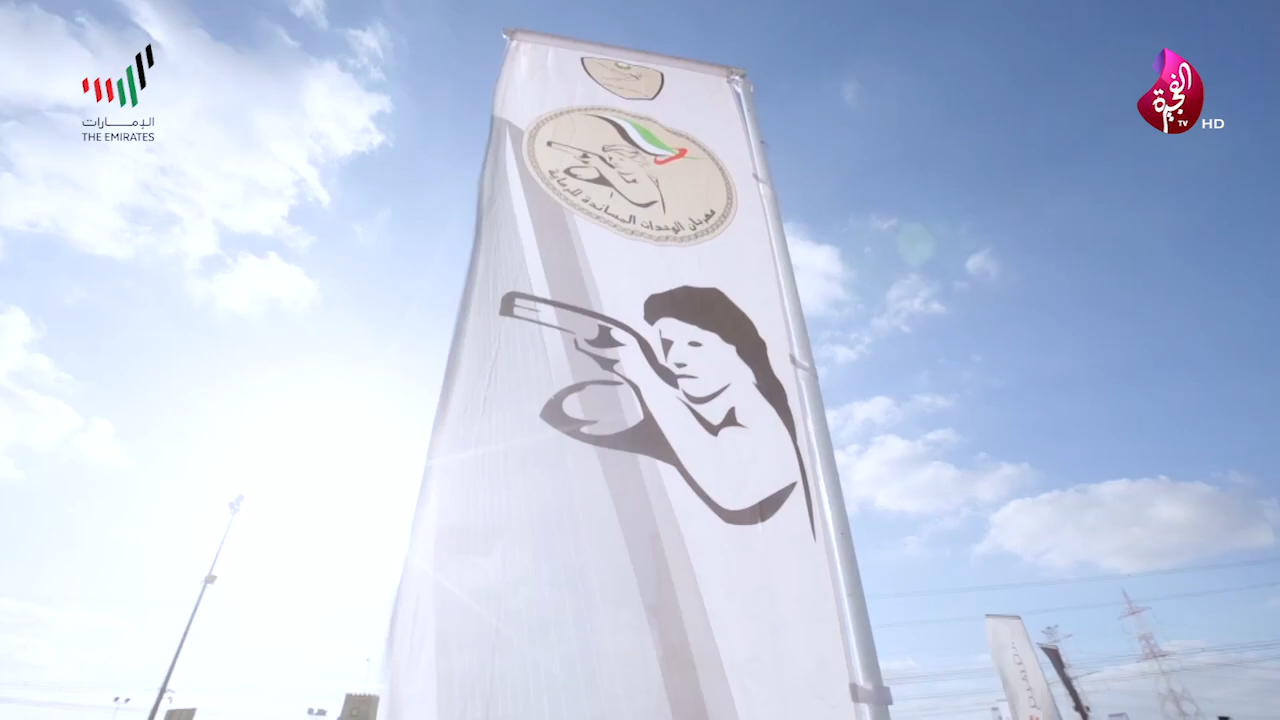 الإمارات
THE EMIRATES
الفجيرة
TV
HD
مهرجان الوحدات المساندة للرماية